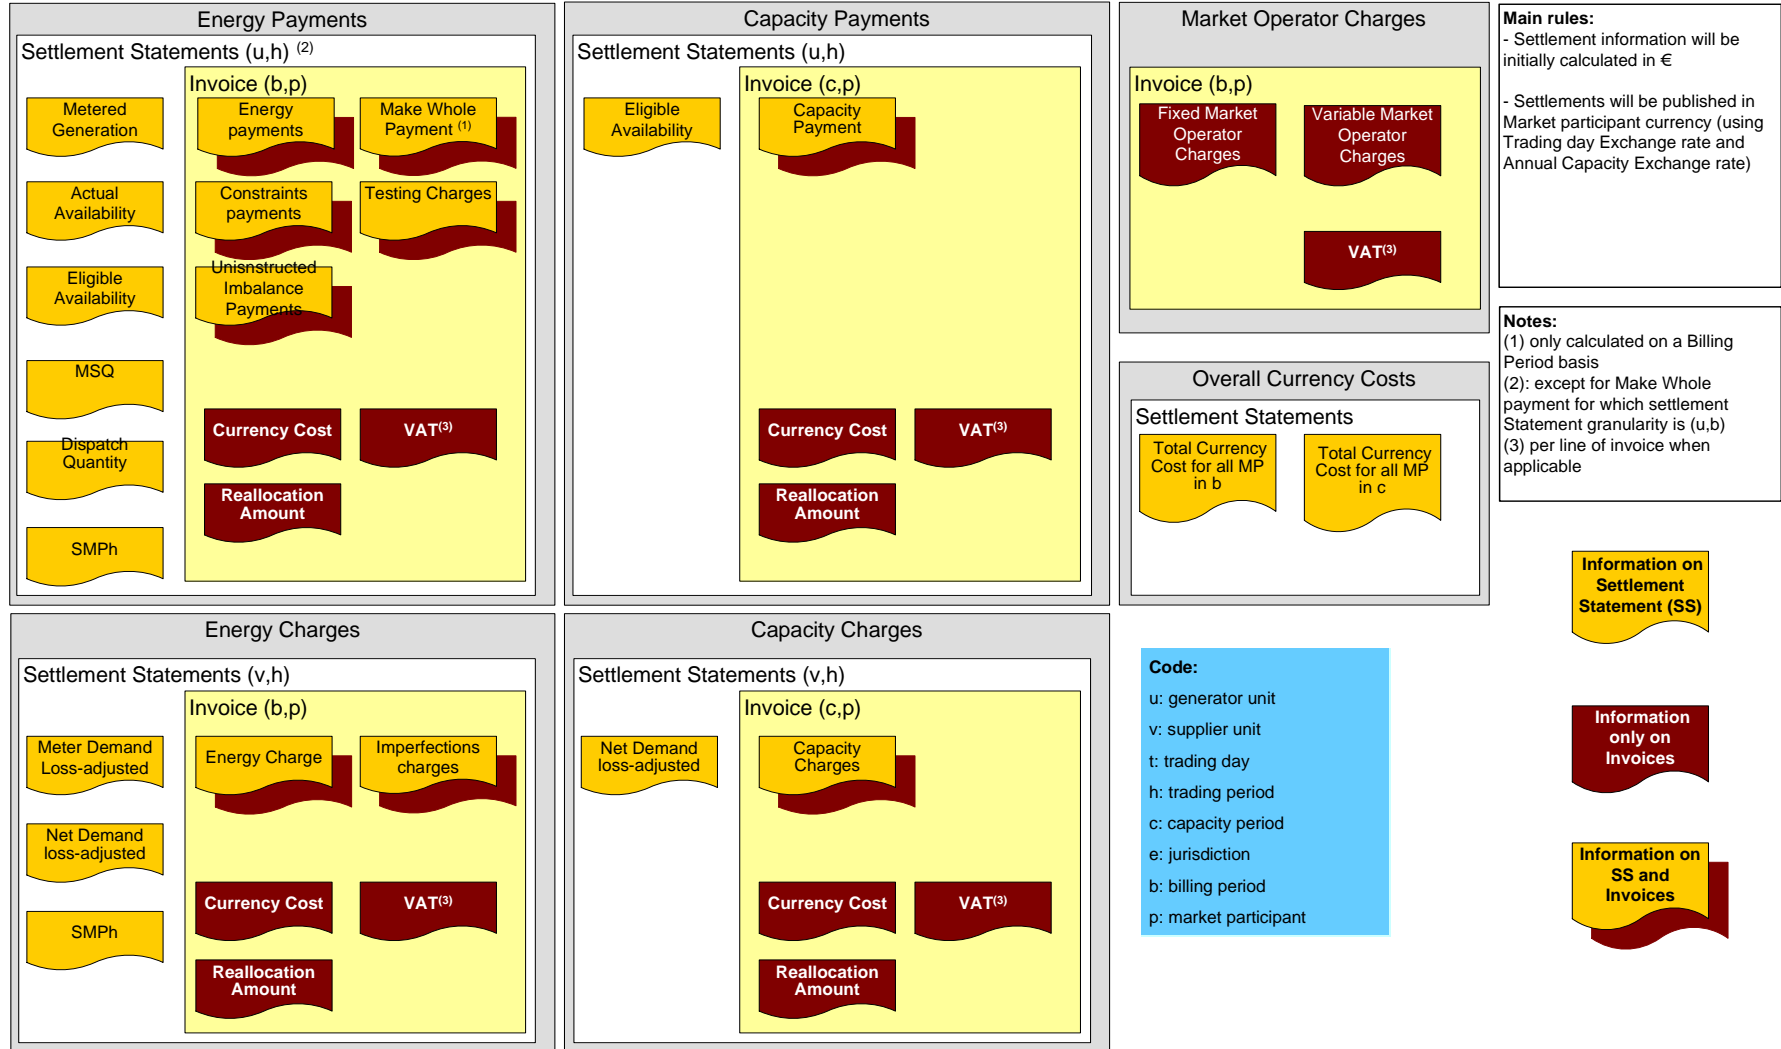 Energy Payments
Settlement Statements (u,h) (2)
Metered
Generation
Actual
Availability
Eligible
Availability
MSQ
Dispatch
Quantity
SMPh
Invoice (b,p)
Energy
payments
Make Whole
Payment (1)
Constraints
payments
Testing Charges
Unisnstructed
Imbalance
Payments
Currency Cost
VAT(3)
Reallocation
Amount
Capacity Payments
Settlement Statements (u,h)
Eligible
Availability
Invoice (c,p)
Capacity
Payment
Currency Cost
VAT(3)
Reallocation
Amount
Market Operator Charges
Invoice (b,p)
Fixed Market
Operator
Charges
Variable Market
Operator
Charges
VAT(3)
Overall Currency Costs
Settlement Statements
Total Currency
Cost for all MP
in b
Total Currency
Cost for all MP
in c
Main rules:
- Settlement information will be
initially calculated in €
- Settlements will be published in
Market participant currency (using
Trading day Exchange rate and
Annual Capacity Exchange rate)
Notes:
(1) only calculated on a Billing
Period basis
(2): except for Make Whole
payment for which settlement
Statement granularity is (u,b)
(3) per line of invoice when
applicable
Energy Charges
Settlement Statements (v,h)
Meter Demand
Loss-adjusted
Net Demand
loss-adjusted
SMPh
Invoice (b,p)
Energy Charge
Imperfections
charges
Currency Cost
VAT(3)
Reallocation
Amount
Capacity Charges
Settlement Statements (v,h)
Net Demand
loss-adjusted
Invoice (c,p)
Capacity
Charges
Currency Cost
VAT(3)
Reallocation
Amount
Code:
u: generator unit
v: supplier unit
t: trading day
h: trading period
c: capacity period
e: jurisdiction
b: billing period
p: market participant
Information on
Settlement
Statement (SS)
Information
only on
Invoices
Information on
SS and
Invoices